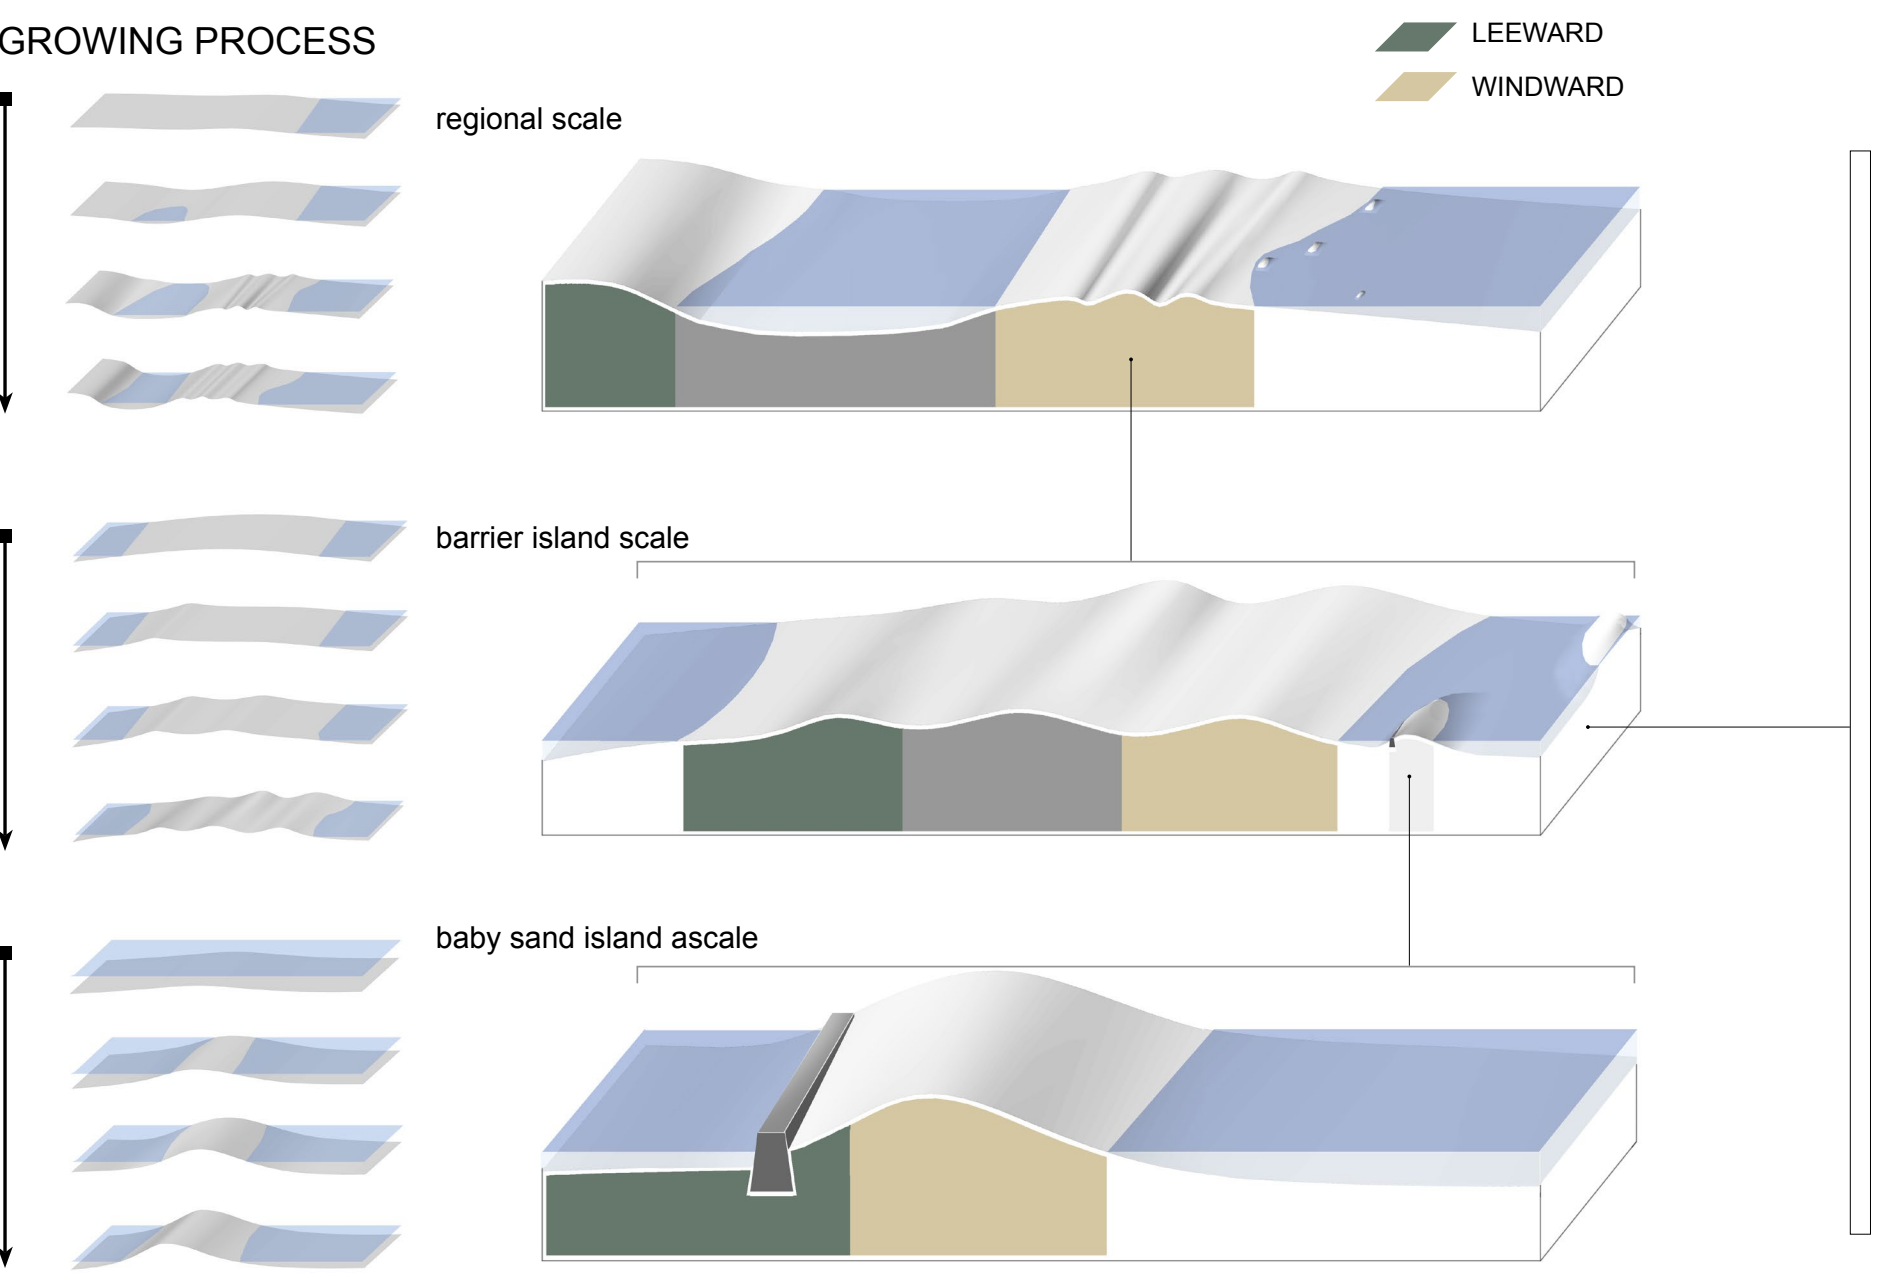 GROWING PROCESS
LEEWARD
WINDWARD
regional scale
barrier island scale
baby sand island ascale